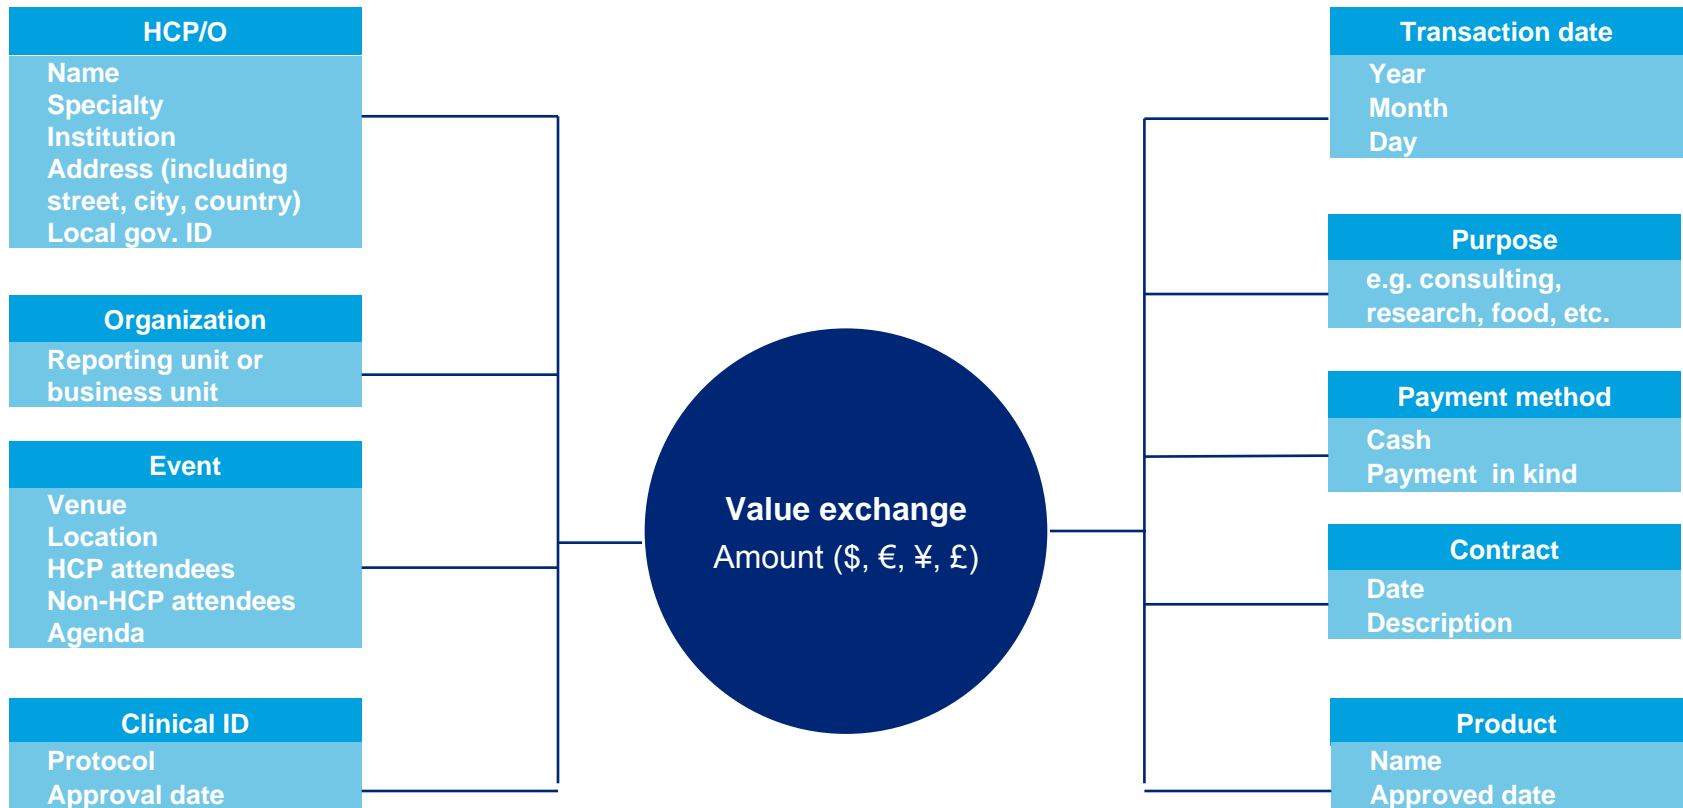 HCP/O
Name
Specialty
Institution
Address (including
street, city, country)
Local gov. ID
Organization
Reporting unit or
business unit
Event
Venue
Location
HCP attendees
Non-HCP attendees
Agenda
Clinical ID
Protocol
Approval date
Value exchange
Amount ($, €, ¥, £)
Transaction date
Year
Month
Day
Purpose
e.g. consulting,
research, food, etc.
Payment method
Cash
Payment  in kind
Contract
Date
Description
Product
Name
Approved date